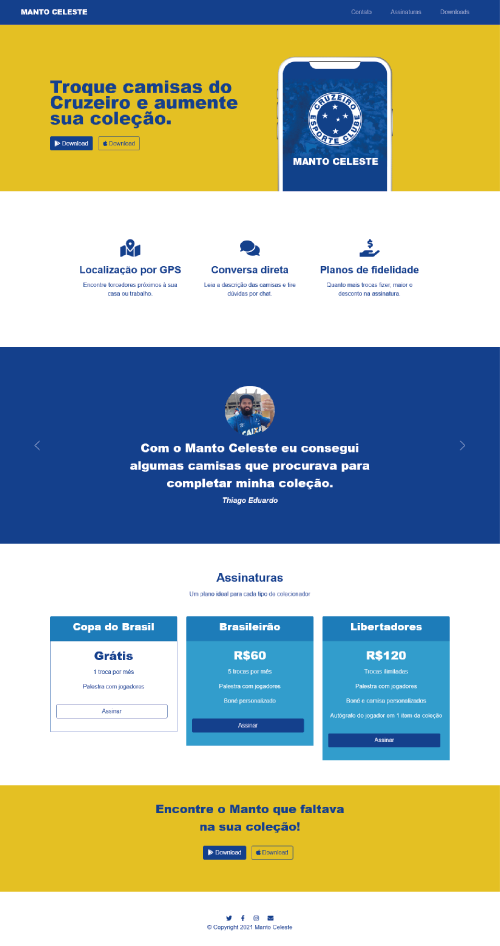 MANTO CELESTE
Contato Assinaturas Downloads
Troque camisas do
Cruzeiro e aumente
sua coleção.
Download Download
CRUZEIRO
ESPORTE CLUBE
MANTO CELESTE
Localização por GPS
Encontre torcedores próximos à sua
casa ou trabalho.
Conversa direta
Leia a descrição das camisas e tire
dúvidas por chat.
Planos de fidelidade
Quanto mais trocas fizer, maior o
desconto na assinatura.
CAIXA
Com o Manto Celeste eu consegui
algumas camisas que procurava para
completar minha coleção.
Thiago Eduardo
Assinaturas
Um plano ideal para cada tipo de colecionador
Copa do Brasil
Grátis
1 troca por mês
Palestra com jogadores
Assinar
Brasileirão
R$60
5 trocas por mês
Palestra com jogadores
Boné personalizado
Assinar
Libertadores
R$120
Trocas ilimitadas
Palestra com jogadores
Boné e camisa personalizados
Autógrafo do jogador em 1 item da coleção
Assinar
Encontre o Manto que faltava
na sua coleção!
Download Download
© Copyright 2021 Manto Celeste